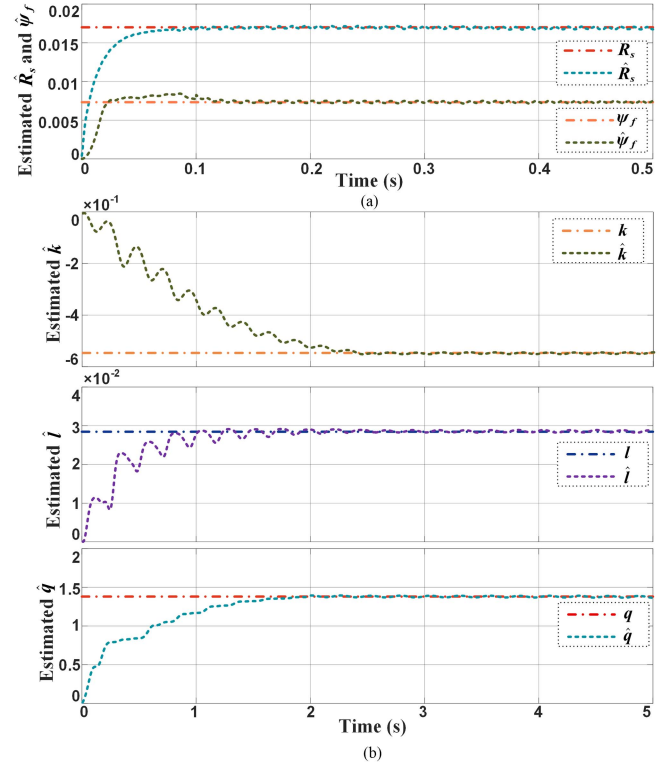 Estimated R̂s and ψ̂f
0.02
0.015
0.01
0.005
0
Rs
R̂s
ψf
ψ̂f
0 0.1 0.2 0.3 0.4 0.5
Time (s)
(a)
×10⁻¹
Estimated k̂
0
-2
-4
-6
k
k̂
×10⁻²
Estimated l̂
4
3
2
1
0
l
l̂
Estimated q̂
2
1.5
1
0.5
0
q
q̂
0 1 2 3 4 5
Time (s)
(b)